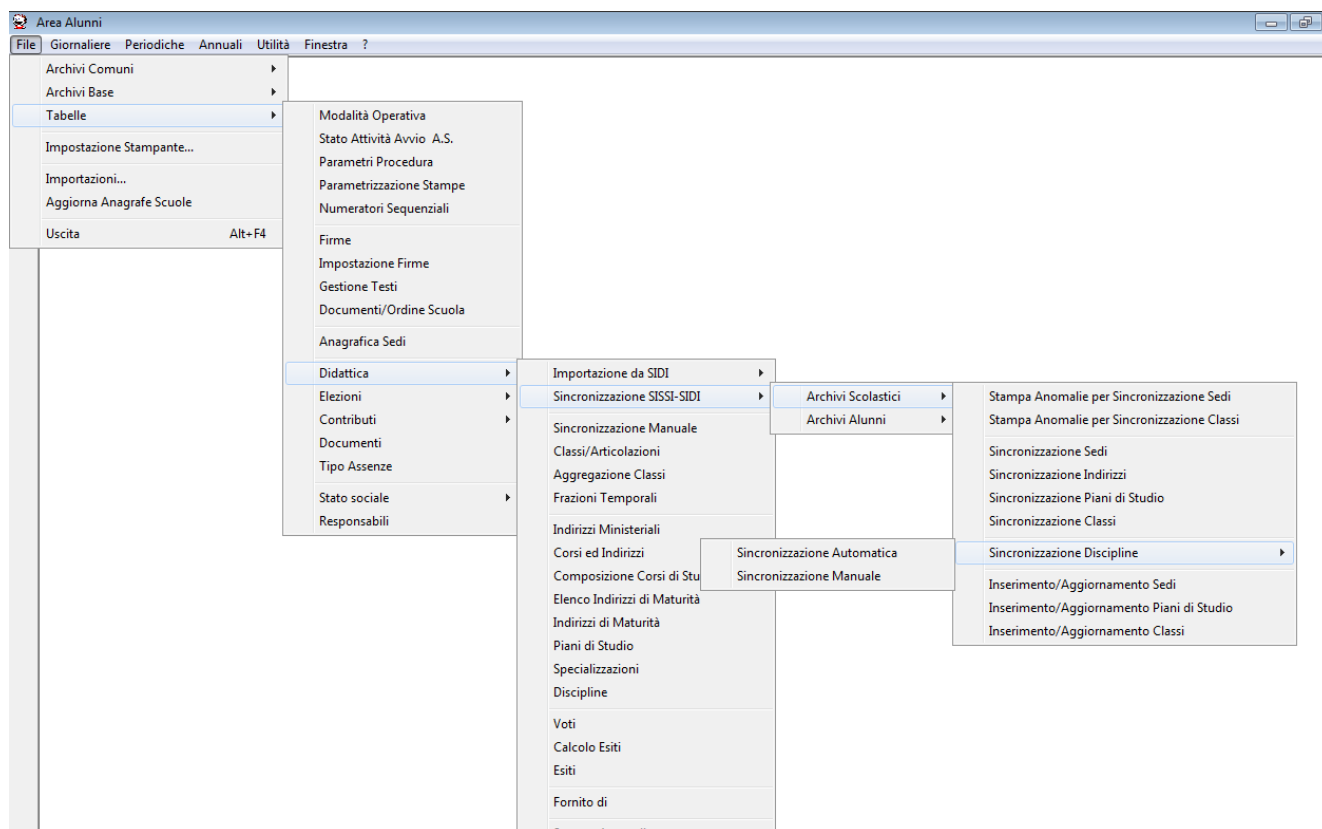 Area Alunni
File Giornaliere Periodiche Annuali Utilità Finestra ?
Archivi Comuni
Archivi Base
Tabelle
Impostazione Stampante...
Importazioni...
Aggiorna Anagrafe Scuole
Uscita Alt+F4
Modalità Operativa
Stato Attività Avvio A.S.
Parametri Procedura
Parametrizzazione Stampe
Numeratori Sequenziali
Firme
Impostazione Firme
Gestione Testi
Documenti/Ordine Scuola
Anagrafica Sedi
Didattica
Elezioni
Contributi
Documenti
Tipo Assenze
Stato sociale
Responsabili
Importazione da SIDI
Sincronizzazione SISSI-SIDI
Sincronizzazione Manuale
Classi/Articolazioni
Aggregazione Classi
Frazioni Temporali
Indirizzi Ministeriali
Corsi ed Indirizzi
Composizione Corsi di Stu
Elenco Indirizzi di Maturità
Indirizzi di Maturità
Piani di Studio
Specializzazioni
Discipline
Voti
Calcolo Esiti
Esiti
Fornito di
Archivi Scolastici
Archivi Alunni
Stampa Anomalie per Sincronizzazione Sedi
Stampa Anomalie per Sincronizzazione Classi
Sincronizzazione Sedi
Sincronizzazione Indirizzi
Sincronizzazione Piani di Studio
Sincronizzazione Classi
Sincronizzazione Discipline
Inserimento/Aggiornamento Sedi
Inserimento/Aggiornamento Piani di Studio
Inserimento/Aggiornamento Classi
Sincronizzazione Automatica
Sincronizzazione Manuale